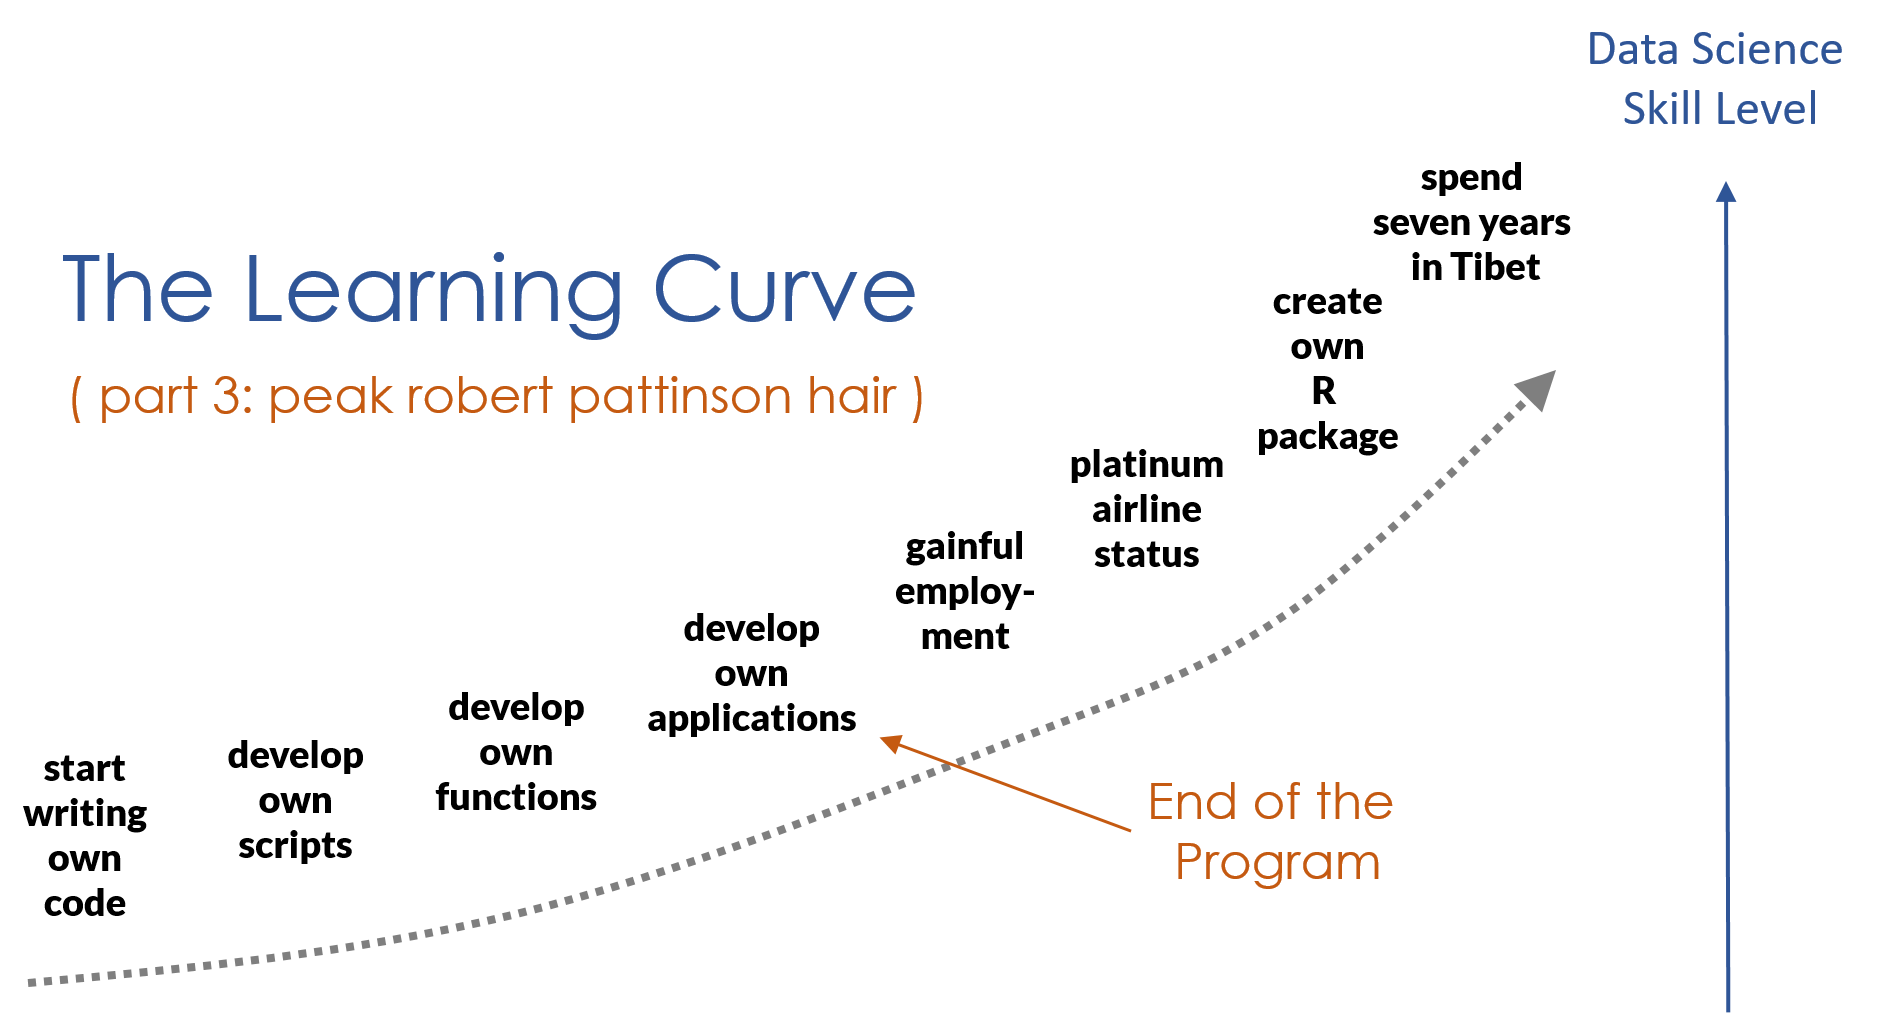 Data Science
Skill Level
The Learning Curve
( part 3: peak robert pattinson hair )
start
writing
own
code
develop
own
scripts
develop
own
functions
develop
own
applications
gainful
employ-
ment
platinum
airline
status
create
own
R
package
spend
seven years
in Tibet
End of the
Program